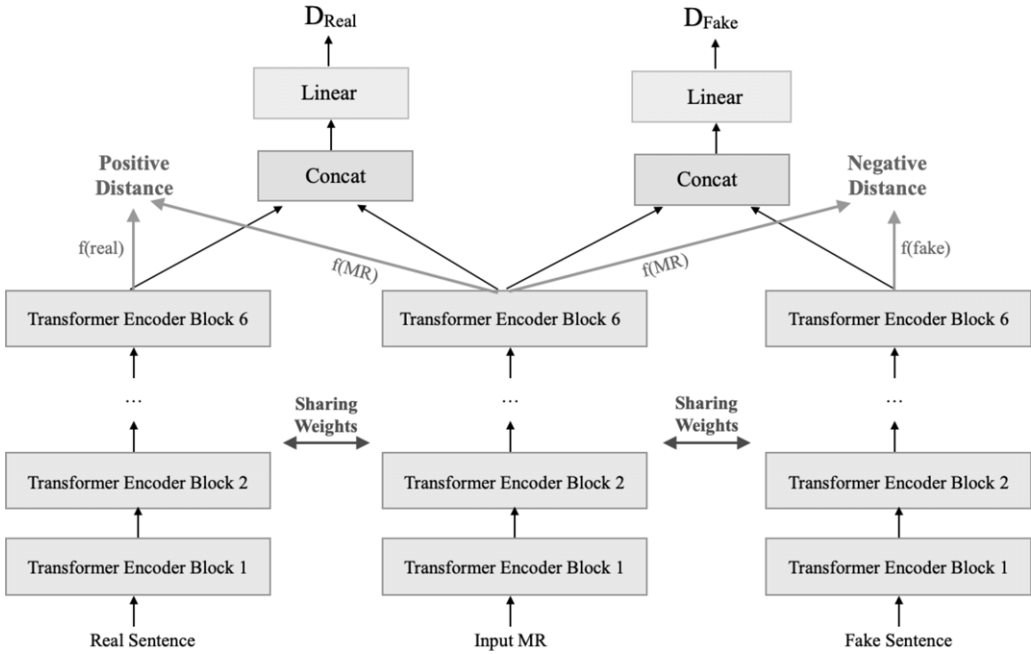 D_Real
D_Fake
Linear
Linear
Concat
Concat
Positive
Distance
Negative
Distance
f(real)
f(MR)
f(MR)
f(fake)
Transformer Encoder Block 6
Transformer Encoder Block 6
Transformer Encoder Block 6
...
...
...
Sharing
Weights
Sharing
Weights
Transformer Encoder Block 2
Transformer Encoder Block 2
Transformer Encoder Block 2
Transformer Encoder Block 1
Transformer Encoder Block 1
Transformer Encoder Block 1
Real Sentence
Input MR
Fake Sentence